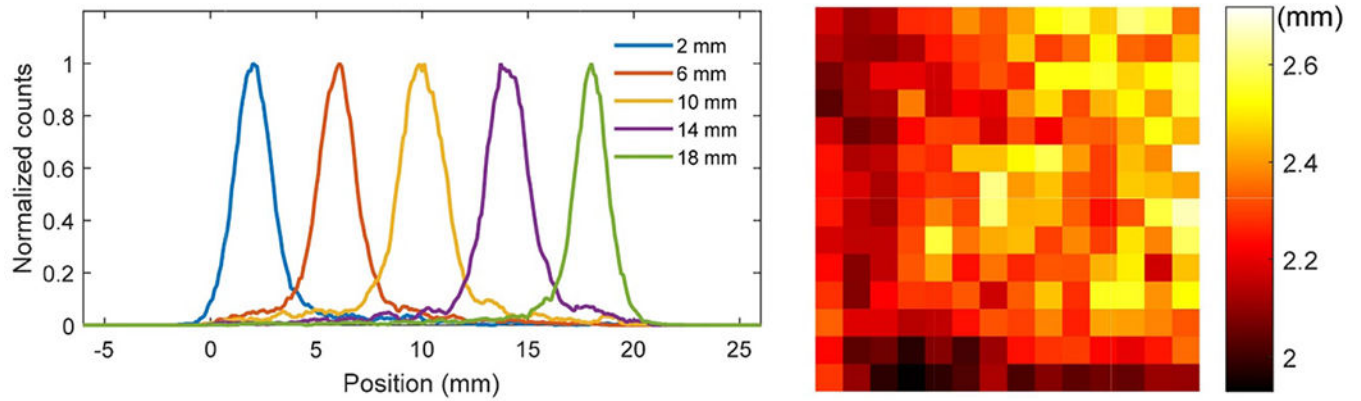 Normalized counts
1
0.8
0.6
0.4
0.2
0
-5 0 5 10 15 20 25
Position (mm)
2 mm
6 mm
10 mm
14 mm
18 mm
(mm)
2.6
2.4
2.2
2